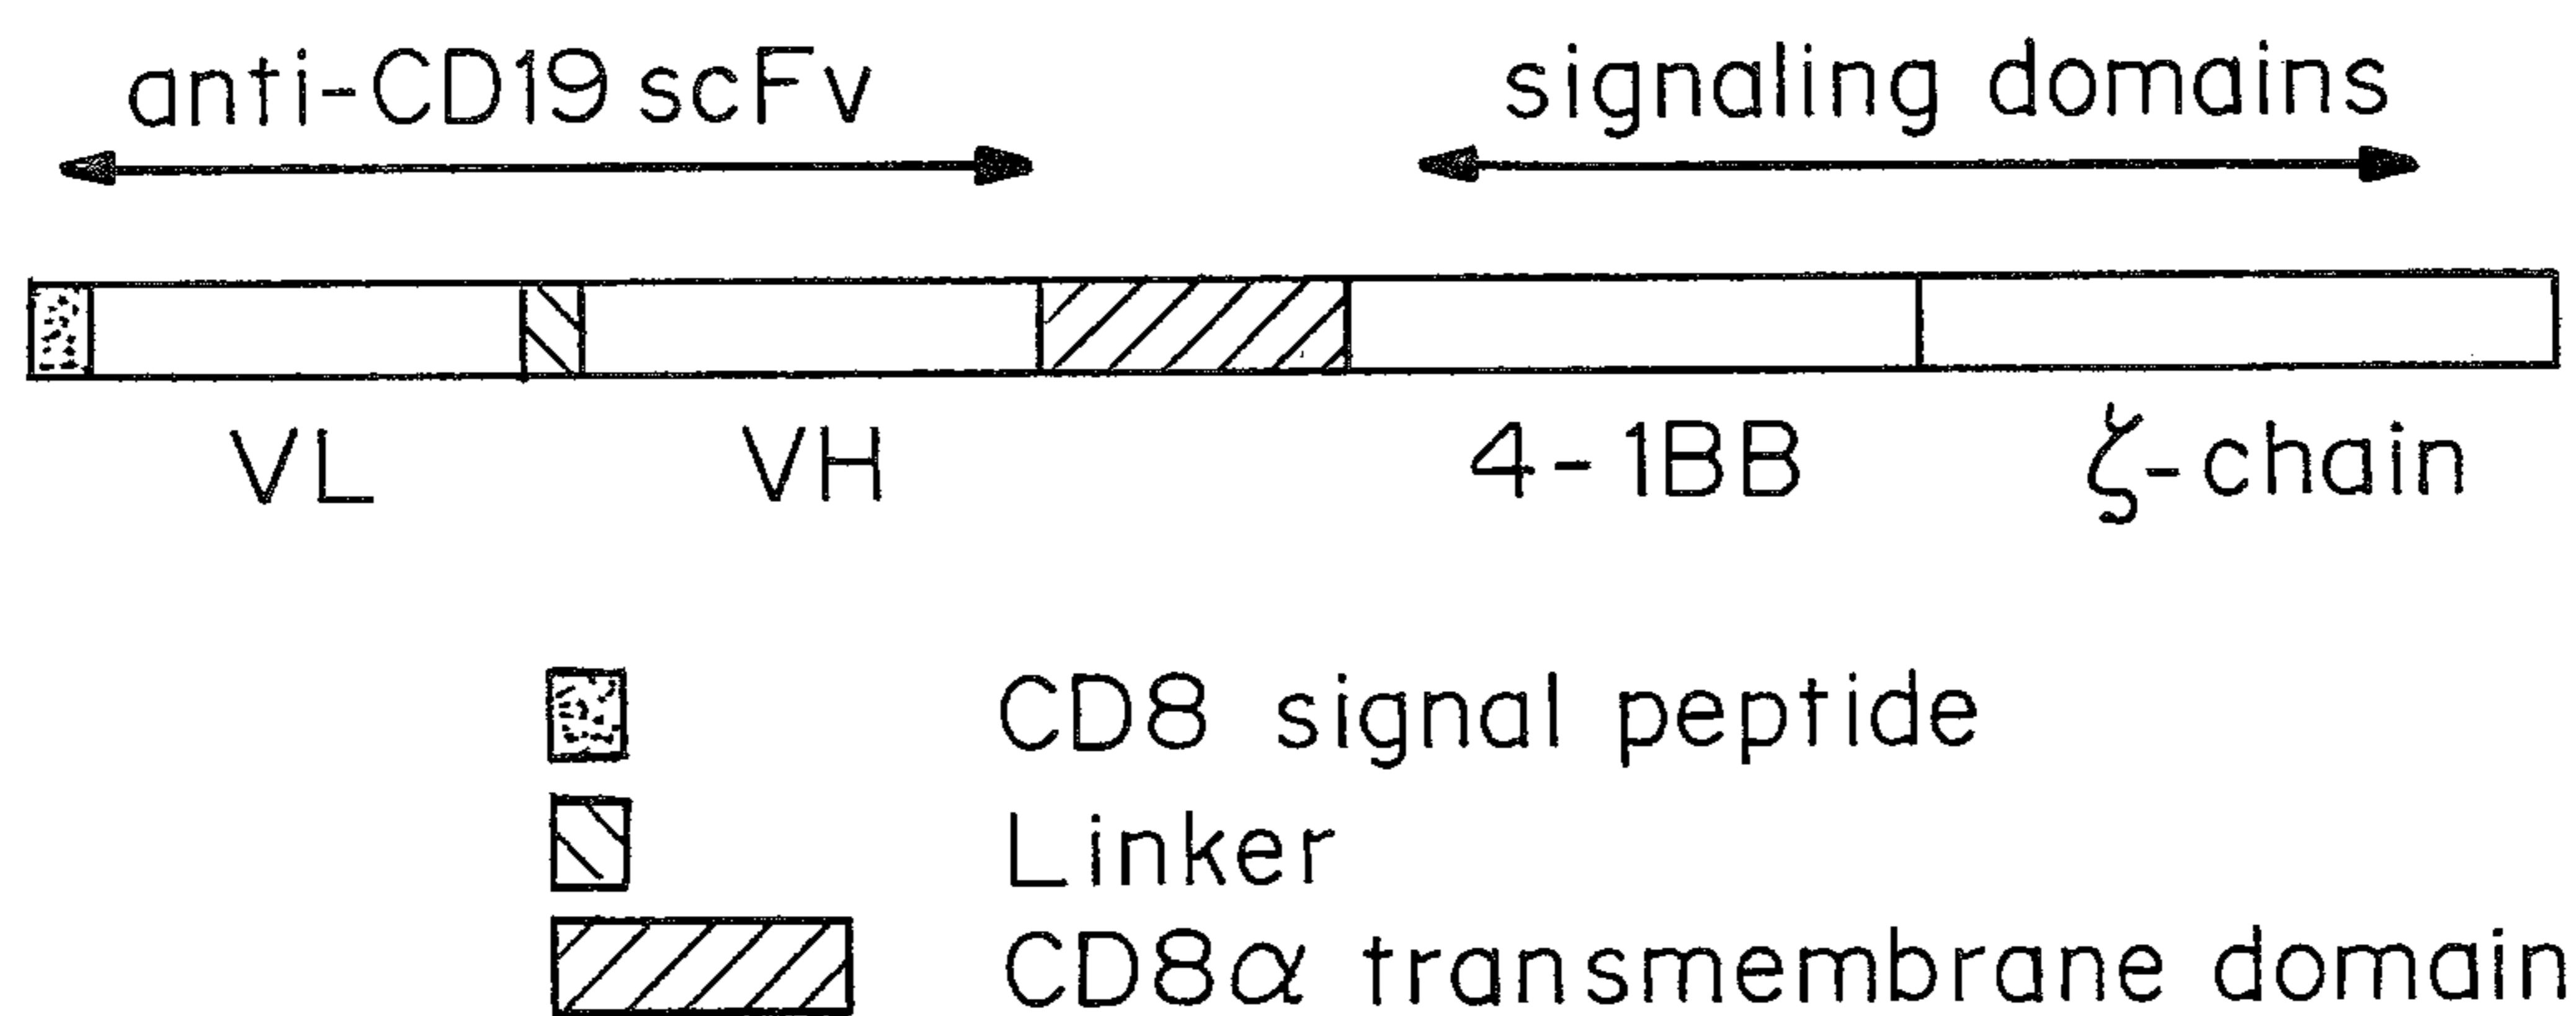 anti-CD19 scFv
signaling domains
VL
VH
4-1BB
ζ-chain
CD8 signal peptide
Linker
CD8α transmembrane domain